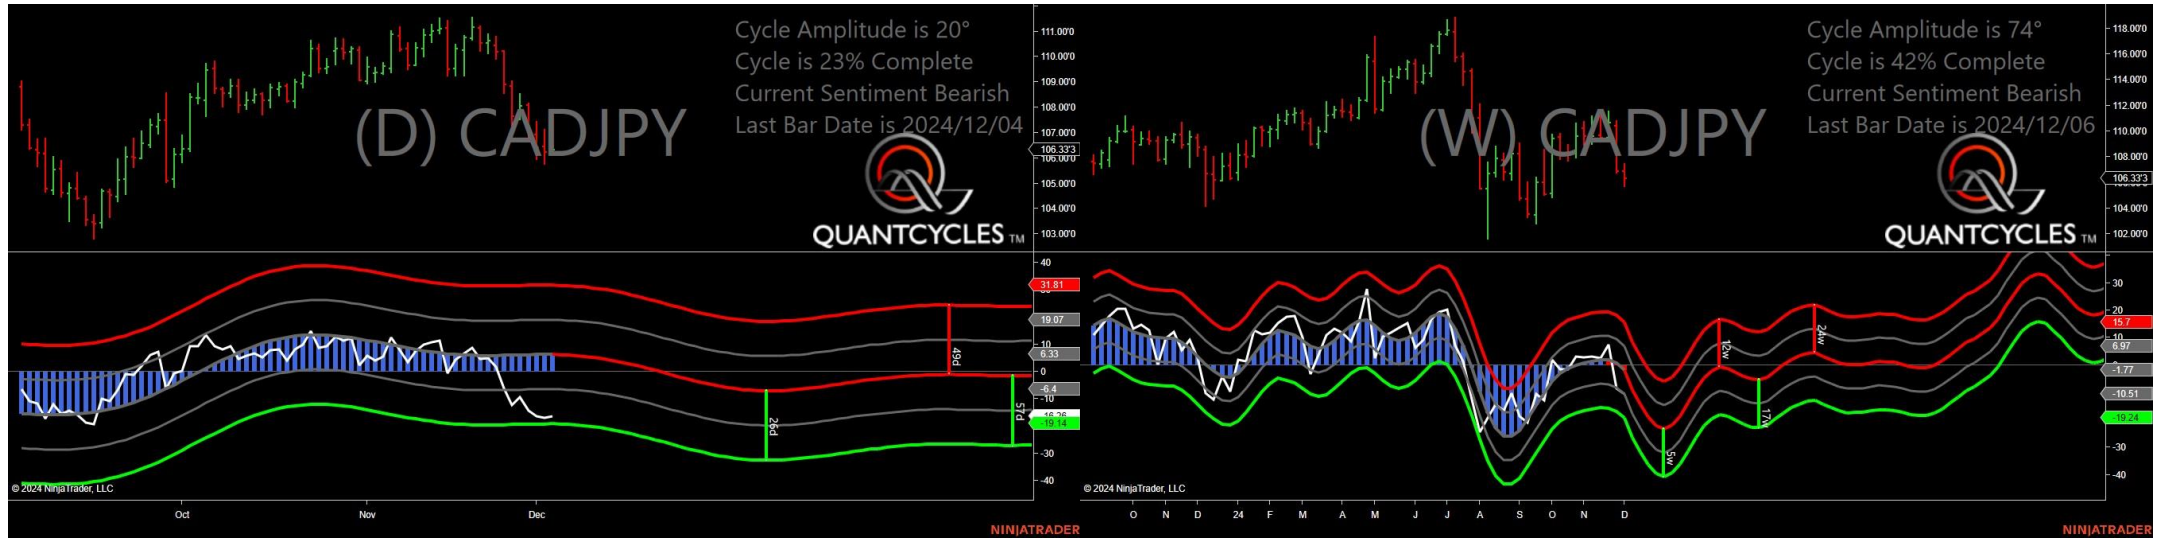 Cycle Amplitude is 20°
Cycle is 23% Complete
Current Sentiment Bearish
Last Bar Date is 2024/12/04
(D) CADJPY
QUANTCYCLES TM
111.00'0
110.00'0
109.00'0
108.00'0
107.00'0
106.33'3
106.00'0
105.00'0
104.00'0
103.00'0
40
31.81
19.07
10
6.33
0
-6.4
-10
-19.14
-30
-40
49d
26d
57d
© 2024 NinjaTrader, LLC
Oct Nov Dec
NINJATRADER
Cycle Amplitude is 74°
Cycle is 42% Complete
Current Sentiment Bearish
Last Bar Date is 2024/12/06
(W) CADJPY
QUANTCYCLES TM
118.00'0
116.00'0
114.00'0
112.00'0
110.00'0
108.00'0
106.33'3
104.00'0
102.00'0
30
20
15.7
6.97
-1.77
-10.51
-19.24
-30
-40
12w
24w
5w
17w
© 2024 NinjaTrader, LLC
O N D 24 F M A M J J A S O N D
NINJATRADER